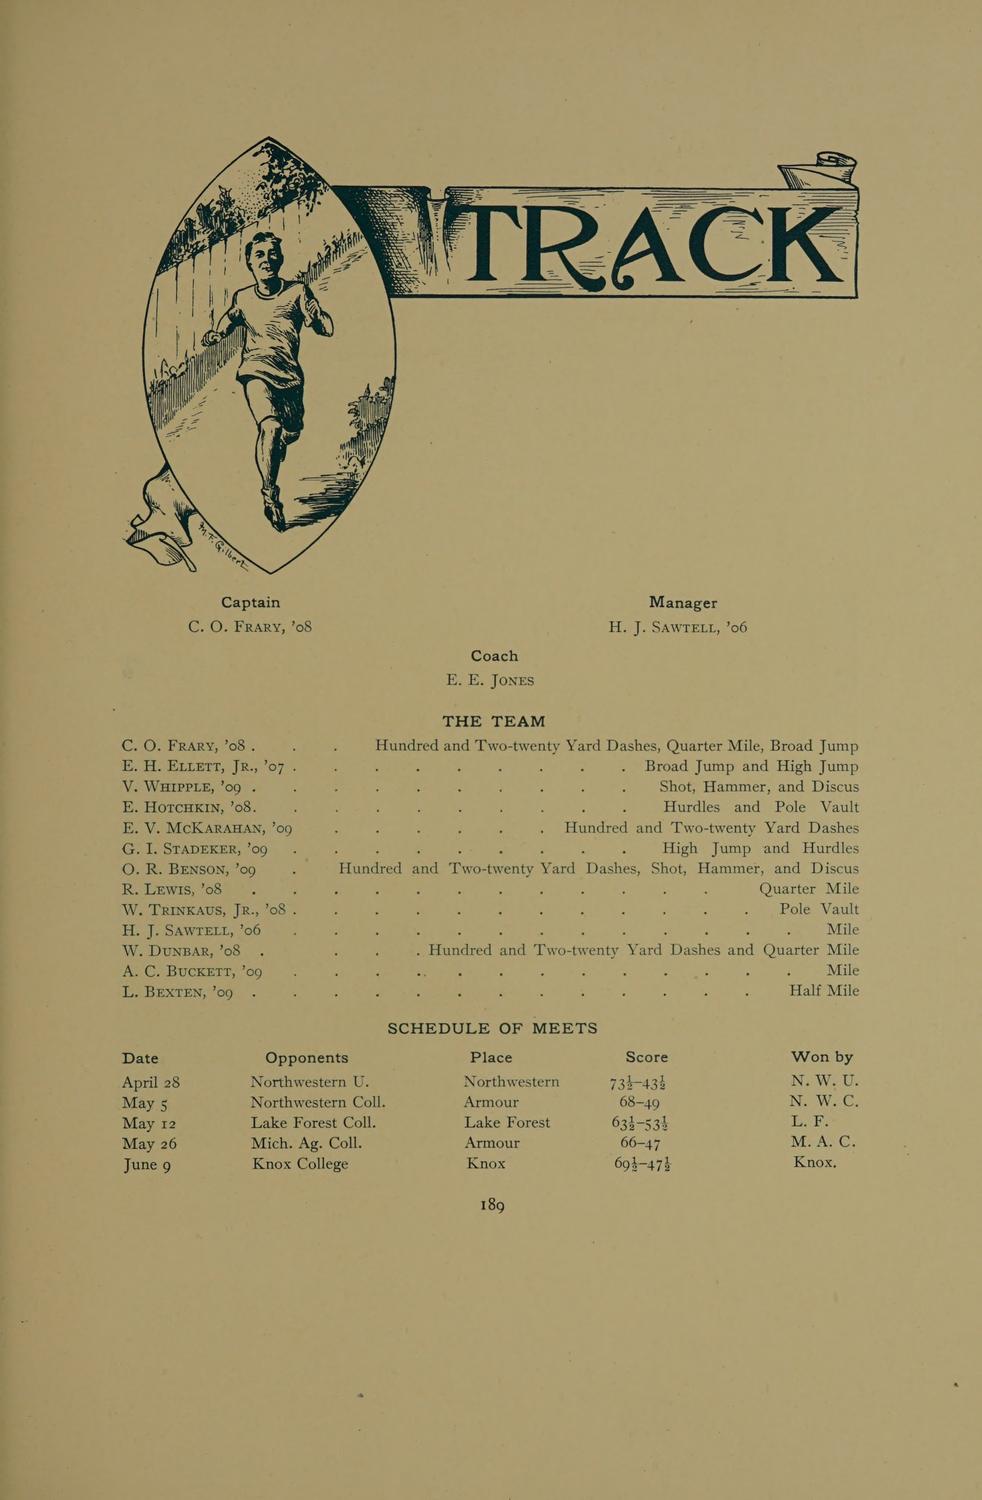 TRACK
M. F. Gilbert
Captain Manager
C. O. FRARY, '08 H. J. SAWTELL, '06
Coach
E. E. JONES
THE TEAM
C. O. FRARY, '08 . . . Hundred and Two-twenty Yard Dashes, Quarter Mile, Broad Jump
E. H. ELLETT, JR., '07 . . . . . . . . . Broad Jump and High Jump
V. WHIPPLE, '09 . . . . . . . . . . Shot, Hammer, and Discus
E. HOTCHKIN, '08. . . . . . . . . . Hurdles and Pole Vault
E. V. MCKARAHAN, '09 . . . . . . Hundred and Two-twenty Yard Dashes
G. I. STADEKER, '09 . . . . . . . . . High Jump and Hurdles
O. R. BENSON, '09 . Hundred and Two-twenty Yard Dashes, Shot, Hammer, and Discus
R. LEWIS, '08 . . . . . . . . . . . . Quarter Mile
W. TRINKAUS, JR., '08 . . . . . . . . . . . . Pole Vault
H. J. SAWTELL, '06 . . . . . . . . . . . . . Mile
W. DUNBAR, '08 . . . . Hundred and Two-twenty Yard Dashes and Quarter Mile
A. C. BUCKETT, '09 . . . . . . . . . . . . . Mile
L. BEXTEN, '09 . . . . . . . . . . . . . Half Mile
SCHEDULE OF MEETS
Date Opponents Place Score Won by
April 28 Northwestern U. Northwestern 73½–43½ N. W. U.
May 5 Northwestern Coll. Armour 68–49 N. W. C.
May 12 Lake Forest Coll. Lake Forest 63½–53½ L. F.
May 26 Mich. Ag. Coll. Armour 66–47 M. A. C.
June 9 Knox College Knox 69½–47½ Knox.
189